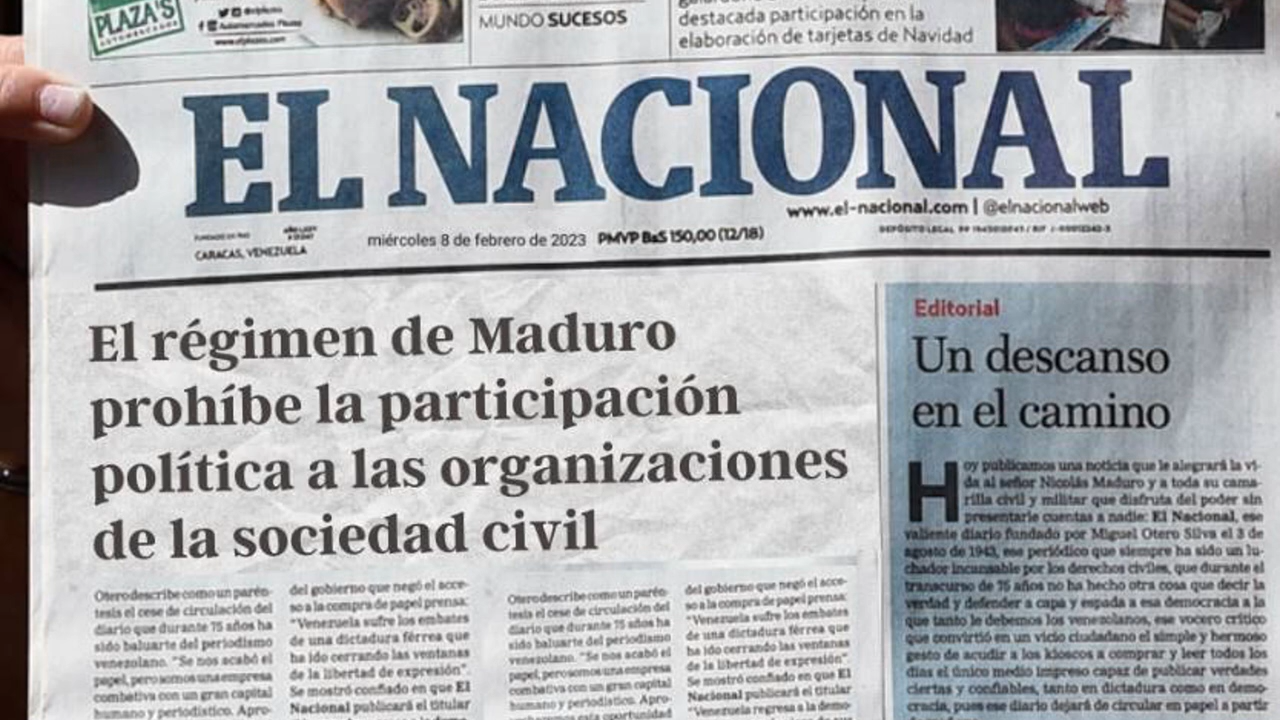 PLAZA'S
AUTOMERCADOS
www.elplazas.com
MUNDO SUCESOS
destacada participación en la
elaboración de tarjetas de Navidad
EL NACIONAL
www.el-nacional.com | @elnacionalweb
CARACAS, VENEZUELA
miércoles 8 de febrero de 2023 PMVP BsS 150,00 (12/18)
El régimen de Maduro
prohíbe la participación
política a las organizaciones
de la sociedad civil
Otero describe como un parén-
tesis el cese de circulación del
diario que durante 75 años ha
sido baluarte del periodismo
venezolano. "Se nos acabó el
papel, pero somos una empresa
combativa con un gran capital
humano y periodístico. Apro-
del gobierno que negó el acce-
so a la compra de papel prensa:
"Venezuela sufre los embates
de una dictadura férrea que
ha ido cerrando las ventanas
de la libertad de expresión".
Se mostró confiado en que El
Nacional publicará el titular
Otero describe como un parén-
tesis el cese de circulación del
diario que durante 75 años ha
sido baluarte del periodismo
venezolano. "Se nos acabó el
papel, pero somos una empresa
combativa con un gran capital
humano y periodístico. Apro-
vecharemos esta oportunidad
del gobierno que negó el acce-
so a la compra de papel prensa:
"Venezuela sufre los embates
de una dictadura férrea que
ha ido cerrando las ventanas
de la libertad de expresión".
Se mostró confiado en que El
Nacional publicará el titular
"Venezuela regresa a la demo-
Editorial
Un descanso
en el camino
Hoy publicamos una noticia que le alegrará la vi-
da al señor Nicolás Maduro y a toda su cama-
rilla civil y militar que disfruta del poder sin
presentarle cuentas a nadie: El Nacional, ese
valiente diario fundado por Miguel Otero Silva el 3 de
agosto de 1943, ese periódico que siempre ha sido un lu-
chador incansable por los derechos civiles, que durante el
transcurso de 75 años no ha hecho otra cosa que decir la
verdad y defender a capa y espada a esa democracia a la
que tanto le debemos los venezolanos, ese vocero crítico
que convirtió en un vicio ciudadano el simple y hermoso
gesto de acudir a los kioscos a comprar y leer todos los
días el único medio impreso capaz de publicar verdades
ciertas y confiables, tanto en dictadura como en demo-
cracia, pues ese diario dejará de circular en papel a partir